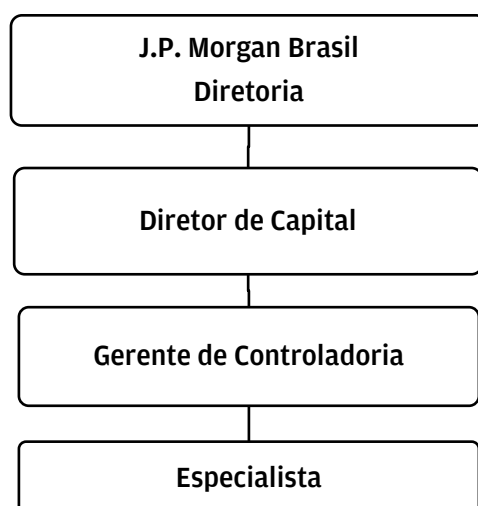 J.P. Morgan Brasil
Diretoria
Diretor de Capital
Gerente de Controladoria
Especialista